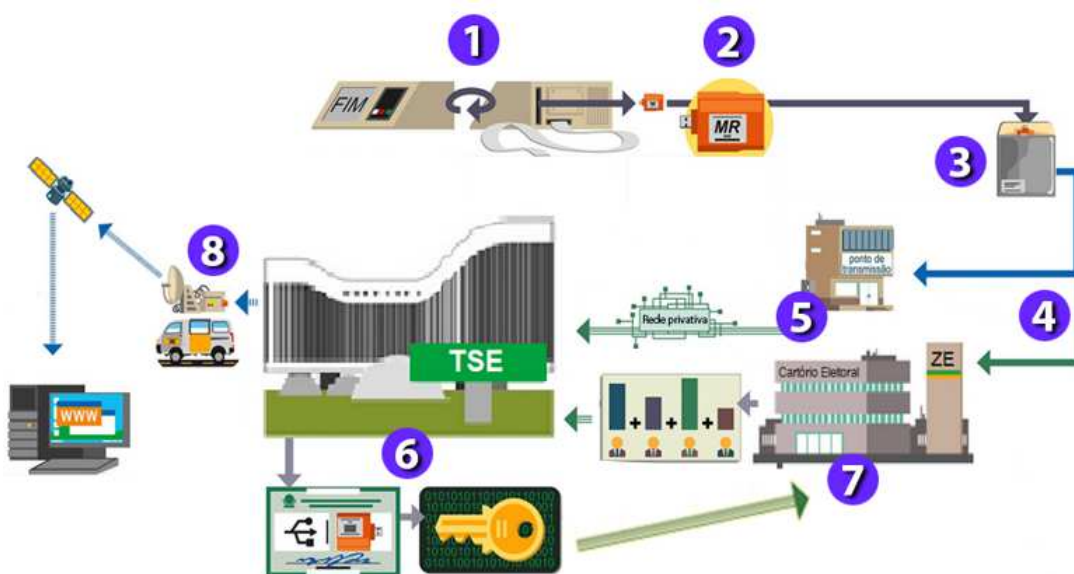 1
2
FIM
MR
3
8
ponto de
transmissão
Rede privativa
5
4
TSE
Cartório Eleitoral
ZE
WWW
+ + +
6
7